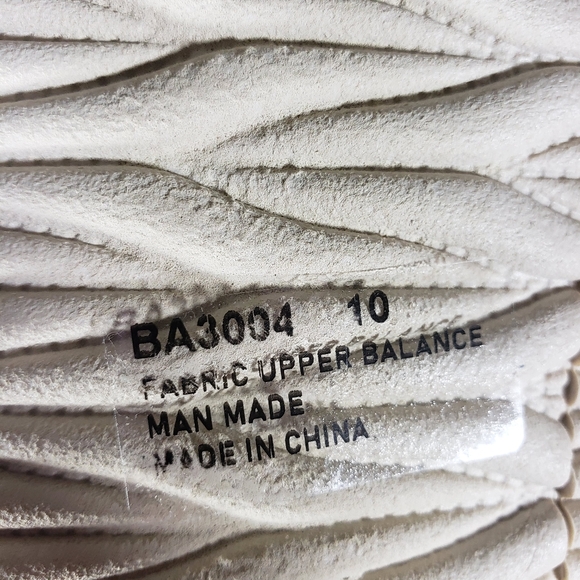 BA3004 10
FABRIC UPPER BALANCE
MAN MADE
MADE IN CHINA